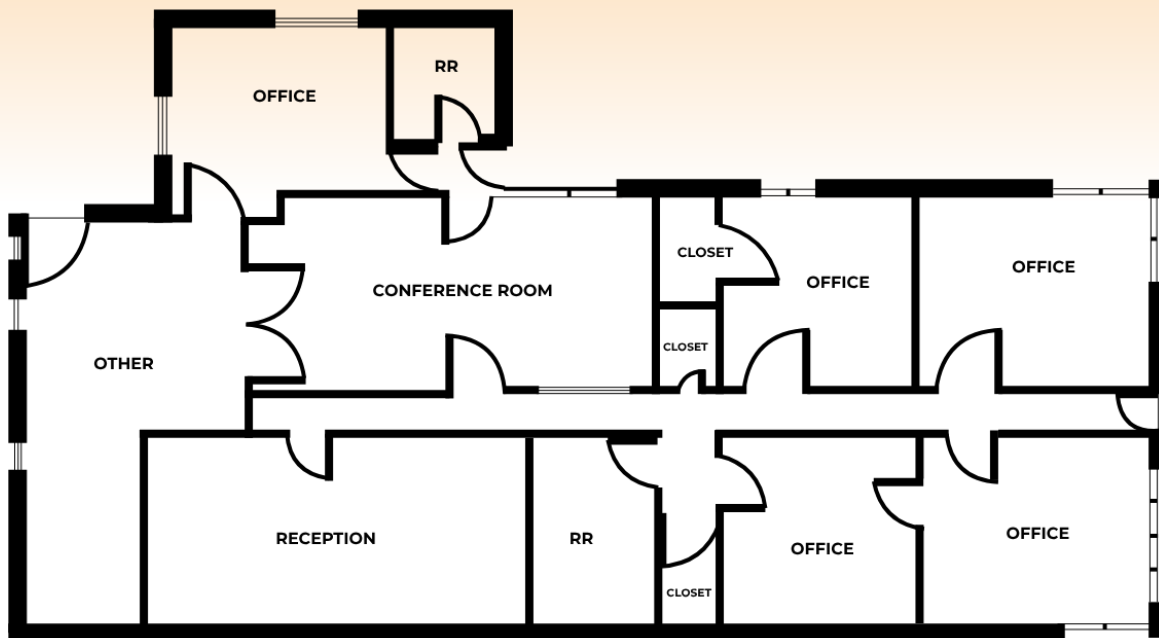 RR
OFFICE
CLOSET
OFFICE
OFFICE
CONFERENCE ROOM
CLOSET
OTHER
RECEPTION
RR
OFFICE
OFFICE
CLOSET